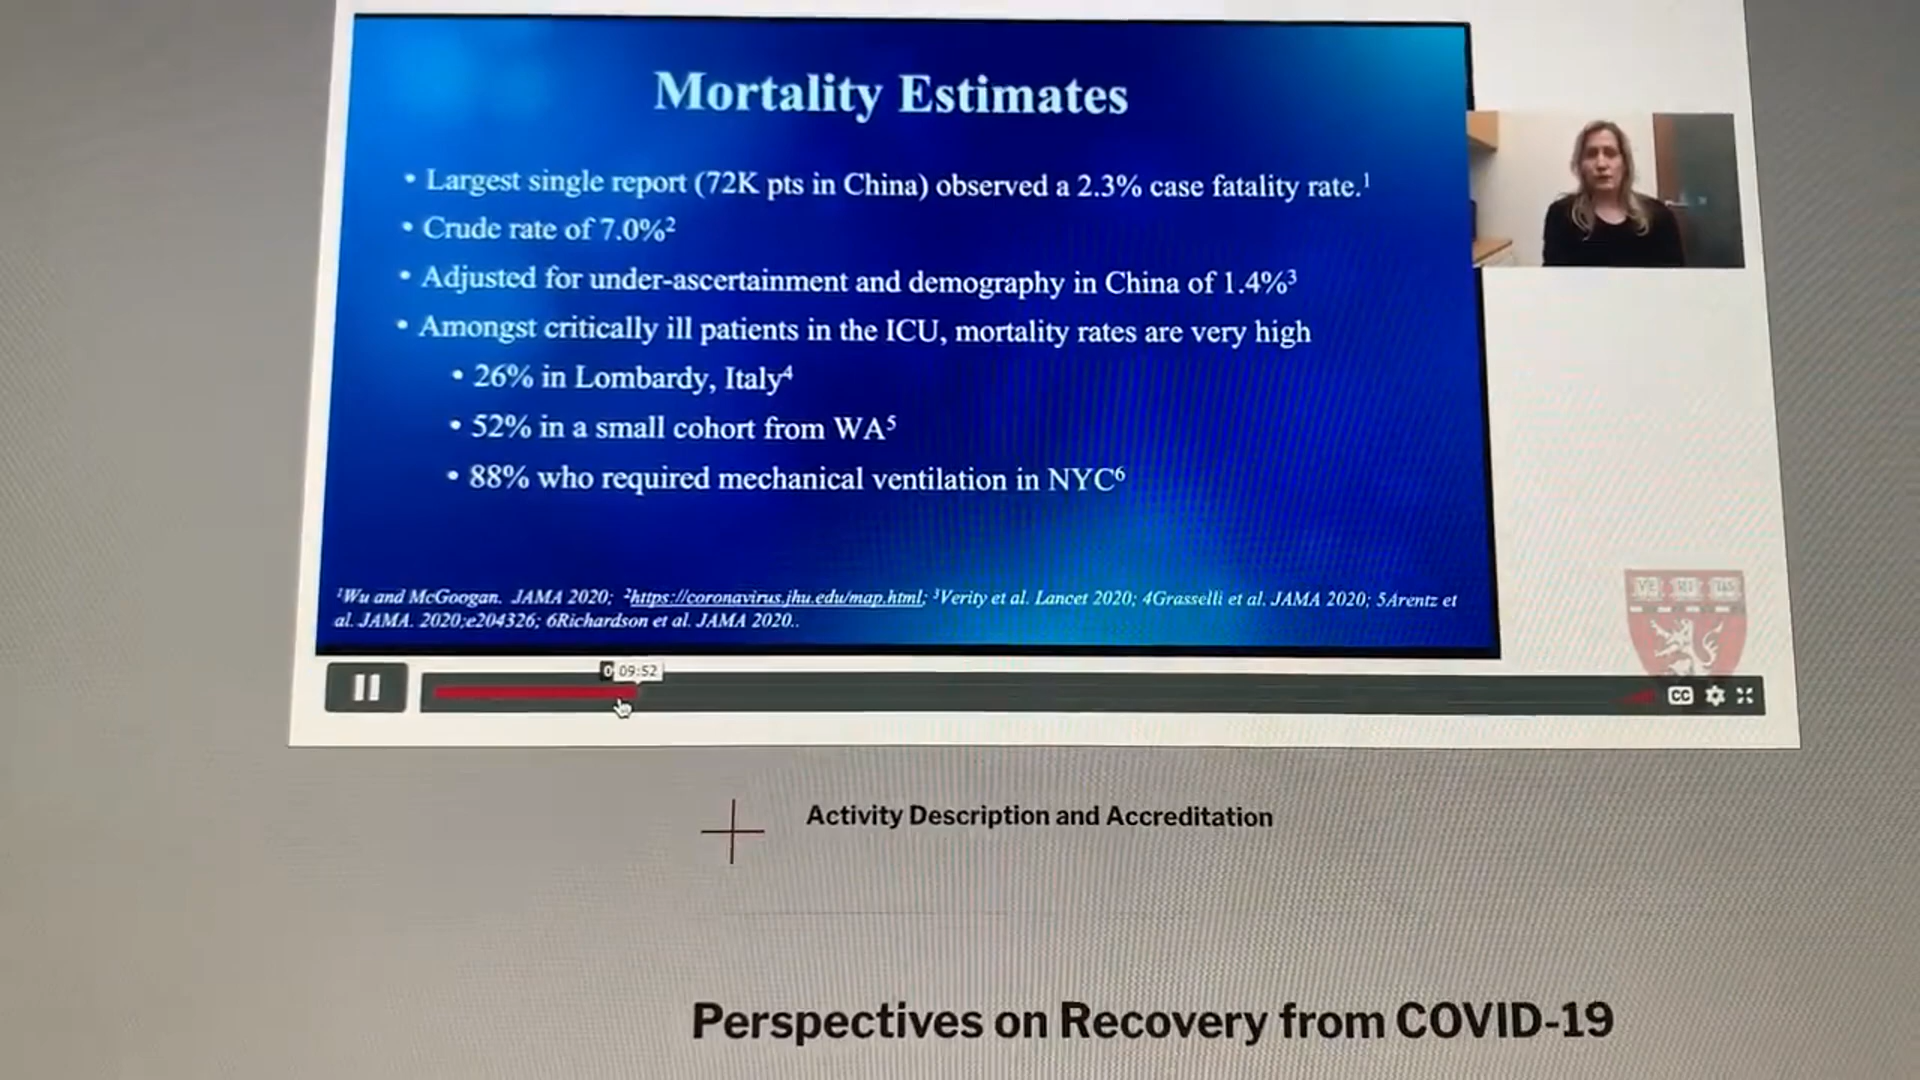 Mortality Estimates
• Largest single report (72K pts in China) observed a 2.3% case fatality rate.¹
• Crude rate of 7.0%²
• Adjusted for under-ascertainment and demography in China of 1.4%³
• Amongst critically ill patients in the ICU, mortality rates are very high
• 26% in Lombardy, Italy⁴
• 52% in a small cohort from WA⁵
• 88% who required mechanical ventilation in NYC⁶
¹Wu and McGoogan. JAMA 2020; ²https://coronavirus.jhu.edu/map.html; ³Verity et al. Lancet 2020; 4Grasselli et al. JAMA 2020; 5Arentz et
al. JAMA. 2020;e204326; 6Richardson et al. JAMA 2020..
VE RI TAS
09:52
CC
Activity Description and Accreditation
Perspectives on Recovery from COVID-19